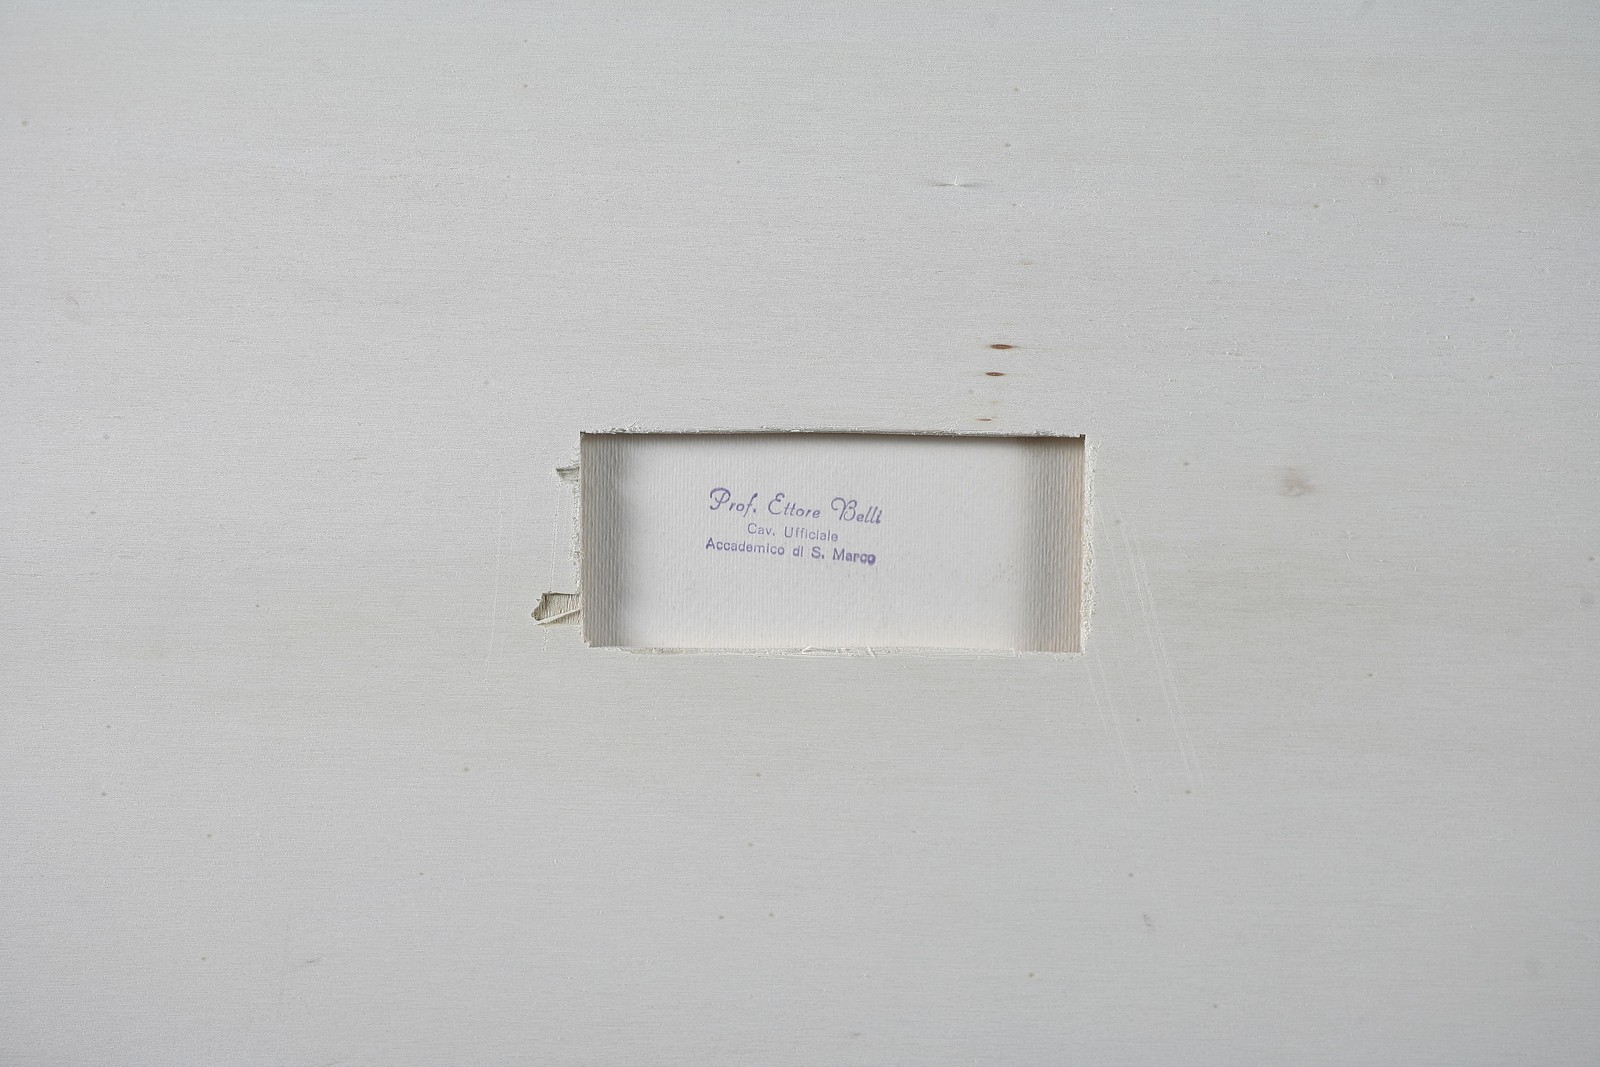 Prof. Ettore Belli
Cav. Ufficiale
Accademico di S. Marco